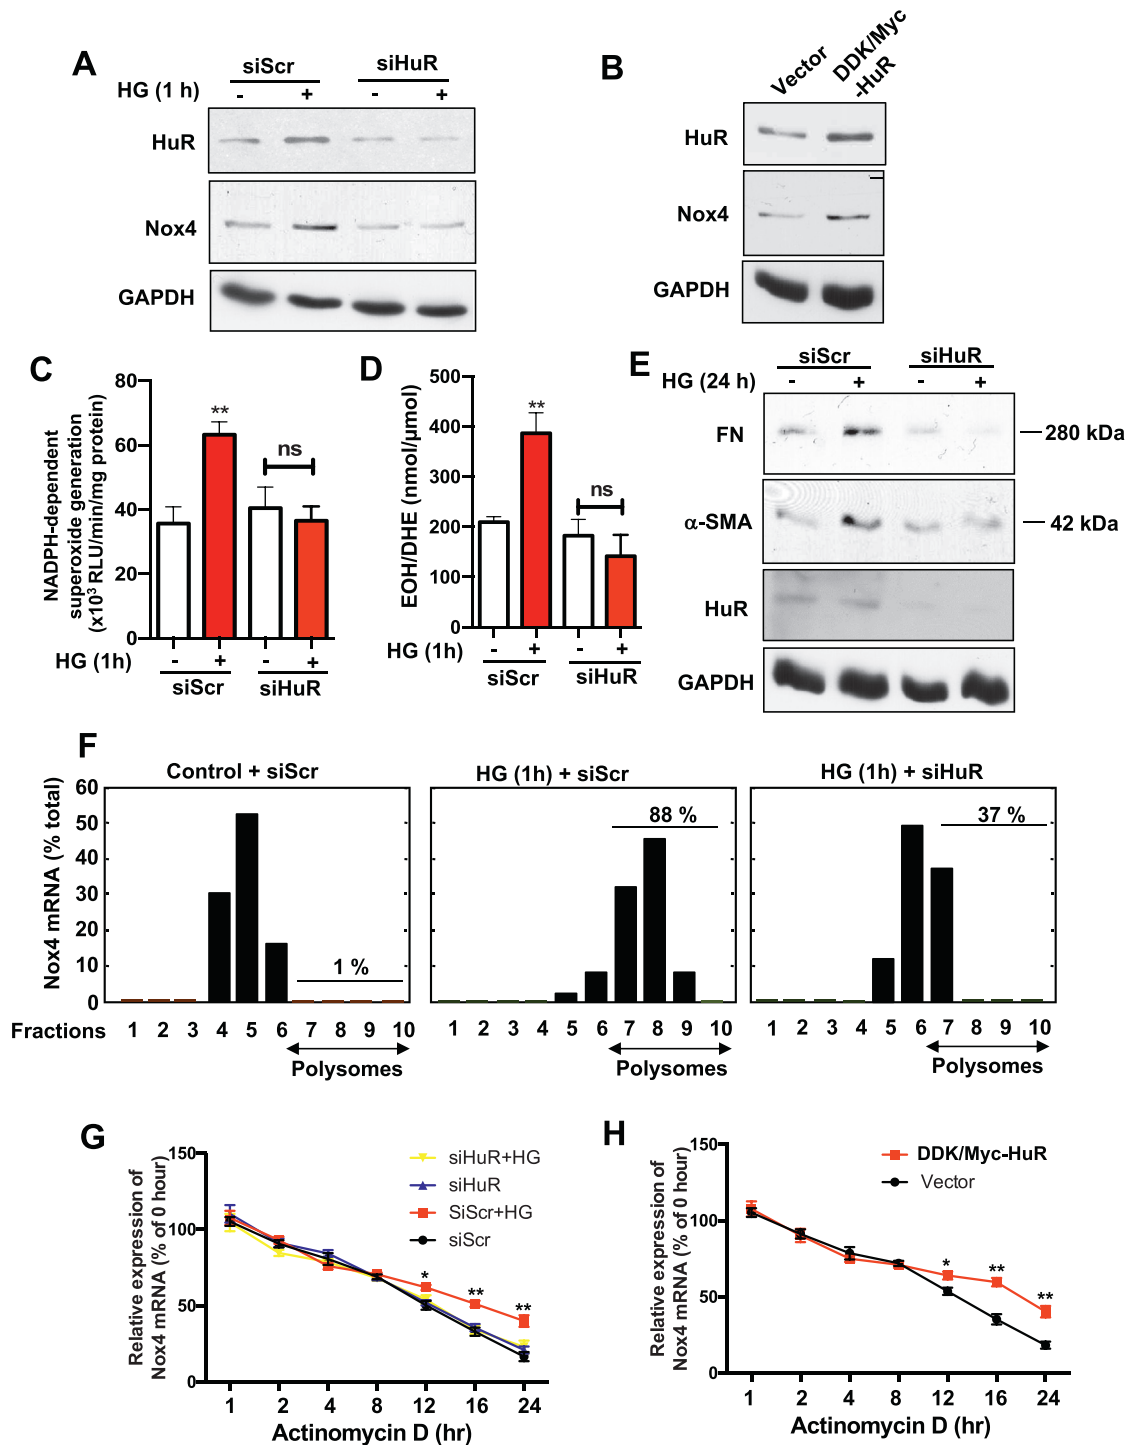 A
siScr
siHuR
HG (1 h)
- + - +
HuR
Nox4
GAPDH
B
Vector
DDK/Myc
-HuR
HuR
Nox4
GAPDH
C
NADPH-dependent
superoxide generation
(x10³ RLU/min/mg protein)
80
60
40
20
0
**
ns
HG (1h)
- + - +
siScr
siHuR
D
EOH/DHE (nmol/µmol)
500
400
300
200
100
0
**
ns
HG (1h)
- + - +
siScr
siHuR
E
siScr
siHuR
HG (24 h)
- + - +
FN
280 kDa
α-SMA
42 kDa
HuR
GAPDH
F
Control + siScr
HG (1h) + siScr
HG (1h) + siHuR
Nox4 mRNA (% total)
60
50
40
30
20
10
0
1 %
88 %
37 %
Fractions
1 2 3 4 5 6 7 8 9 10
1 2 3 4 5 6 7 8 9 10
1 2 3 4 5 6 7 8 9 10
Polysomes
Polysomes
Polysomes
G
Relative expression of
Nox4 mRNA (% of 0 hour)
150
100
50
0
siHuR+HG
siHuR
SiScr+HG
siScr
*
**
**
1 2 4 8 12 16 24
Actinomycin D (hr)
H
Relative expression of
Nox4 mRNA (% of 0 hour)
150
100
50
0
DDK/Myc-HuR
Vector
*
**
**
1 2 4 8 12 16 24
Actinomycin D (hr)